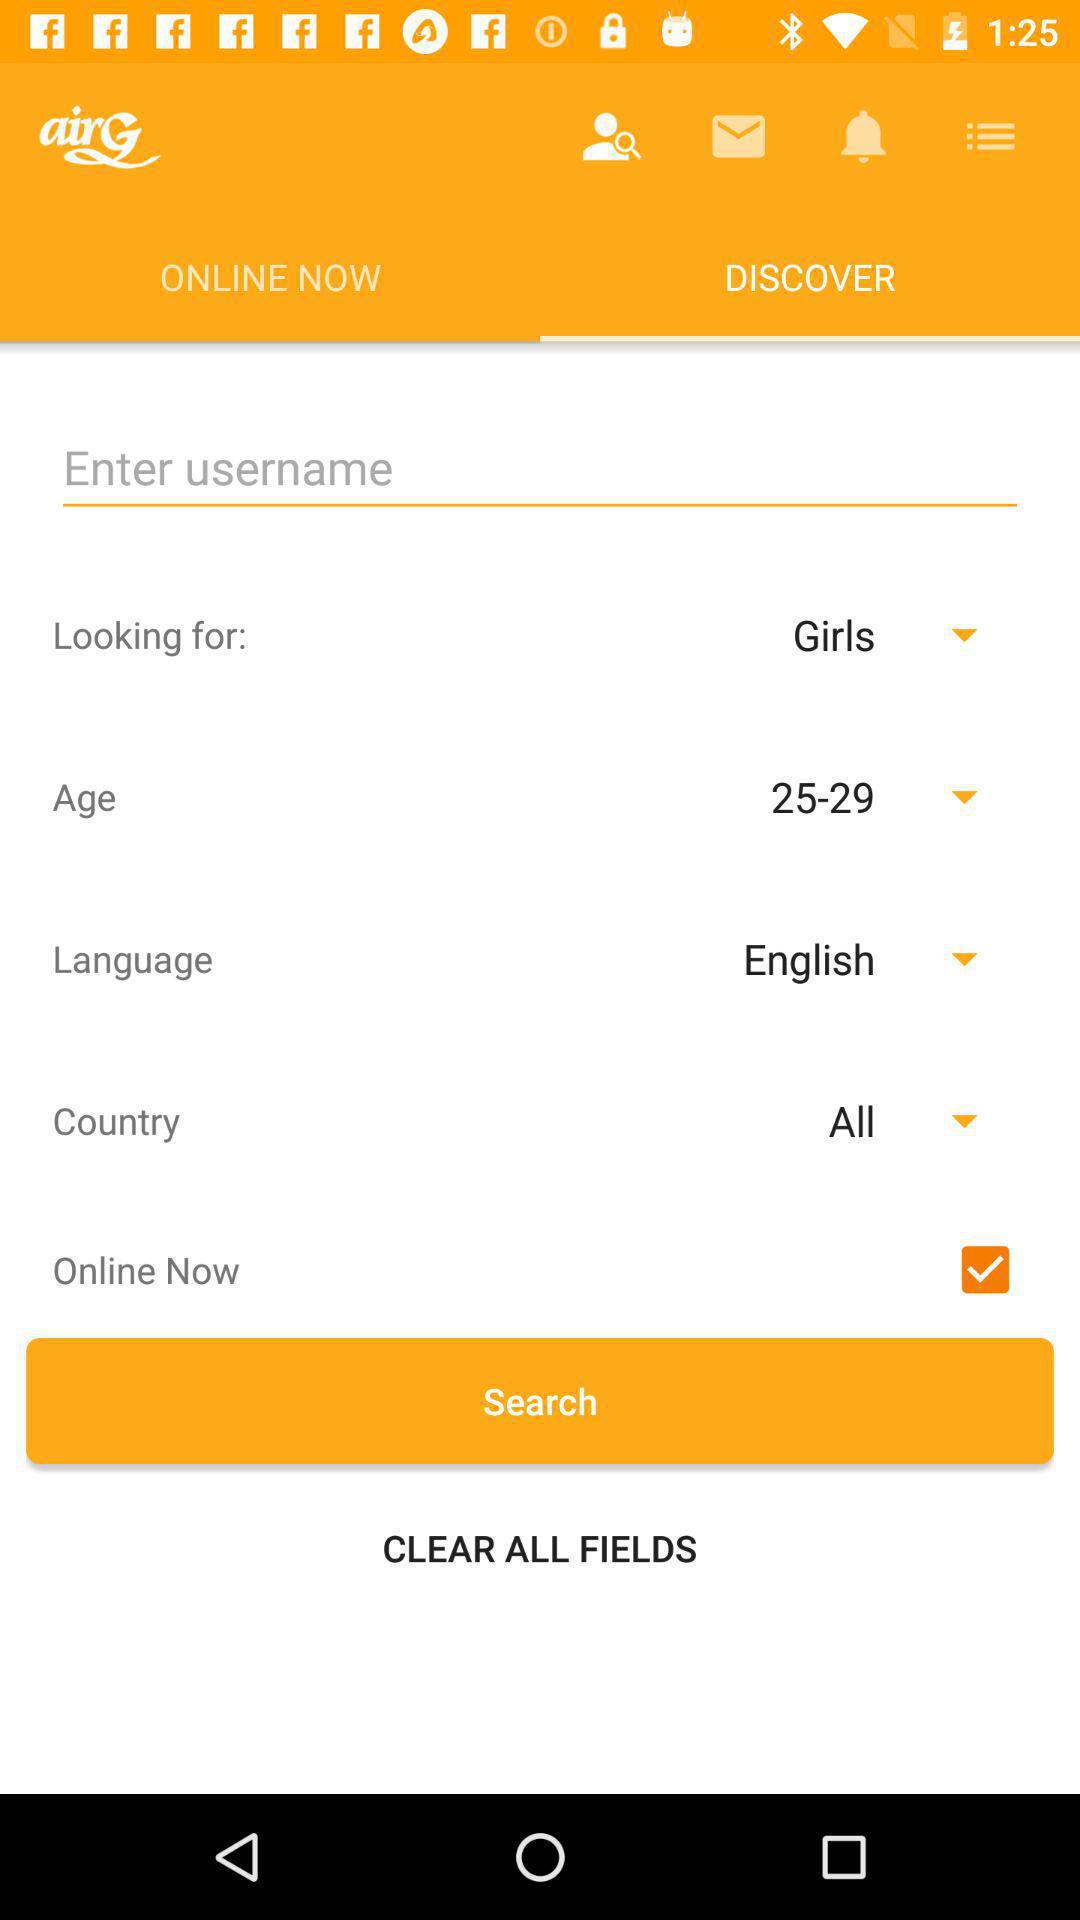 1:25
airG
ONLINE NOW DISCOVER
Enter username
Looking for: Girls
Age 25-29
Language English
Country All
Online Now
Search
CLEAR ALL FIELDS